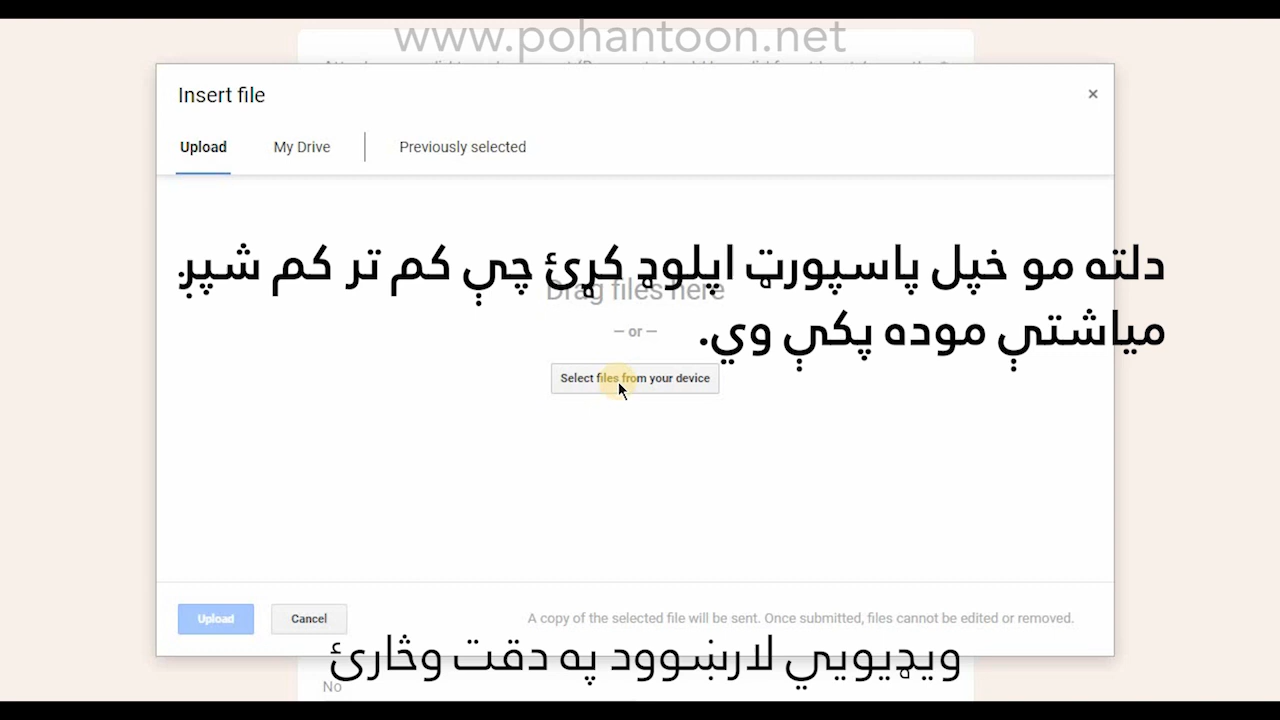 www.pohantoon.net
Insert file
×
Upload
My Drive
Previously selected
دلته مو خپل پاسپورټ اپلوډ کړئ چې کم تر کم شپږ
میاشتې موده پکې وي.
Drag files here
— or —
Select files from your device
Upload
Cancel
A copy of the selected file will be sent. Once submitted, files cannot be edited or removed.
ویډیويي لارښوود په دقت وڅارئ
No